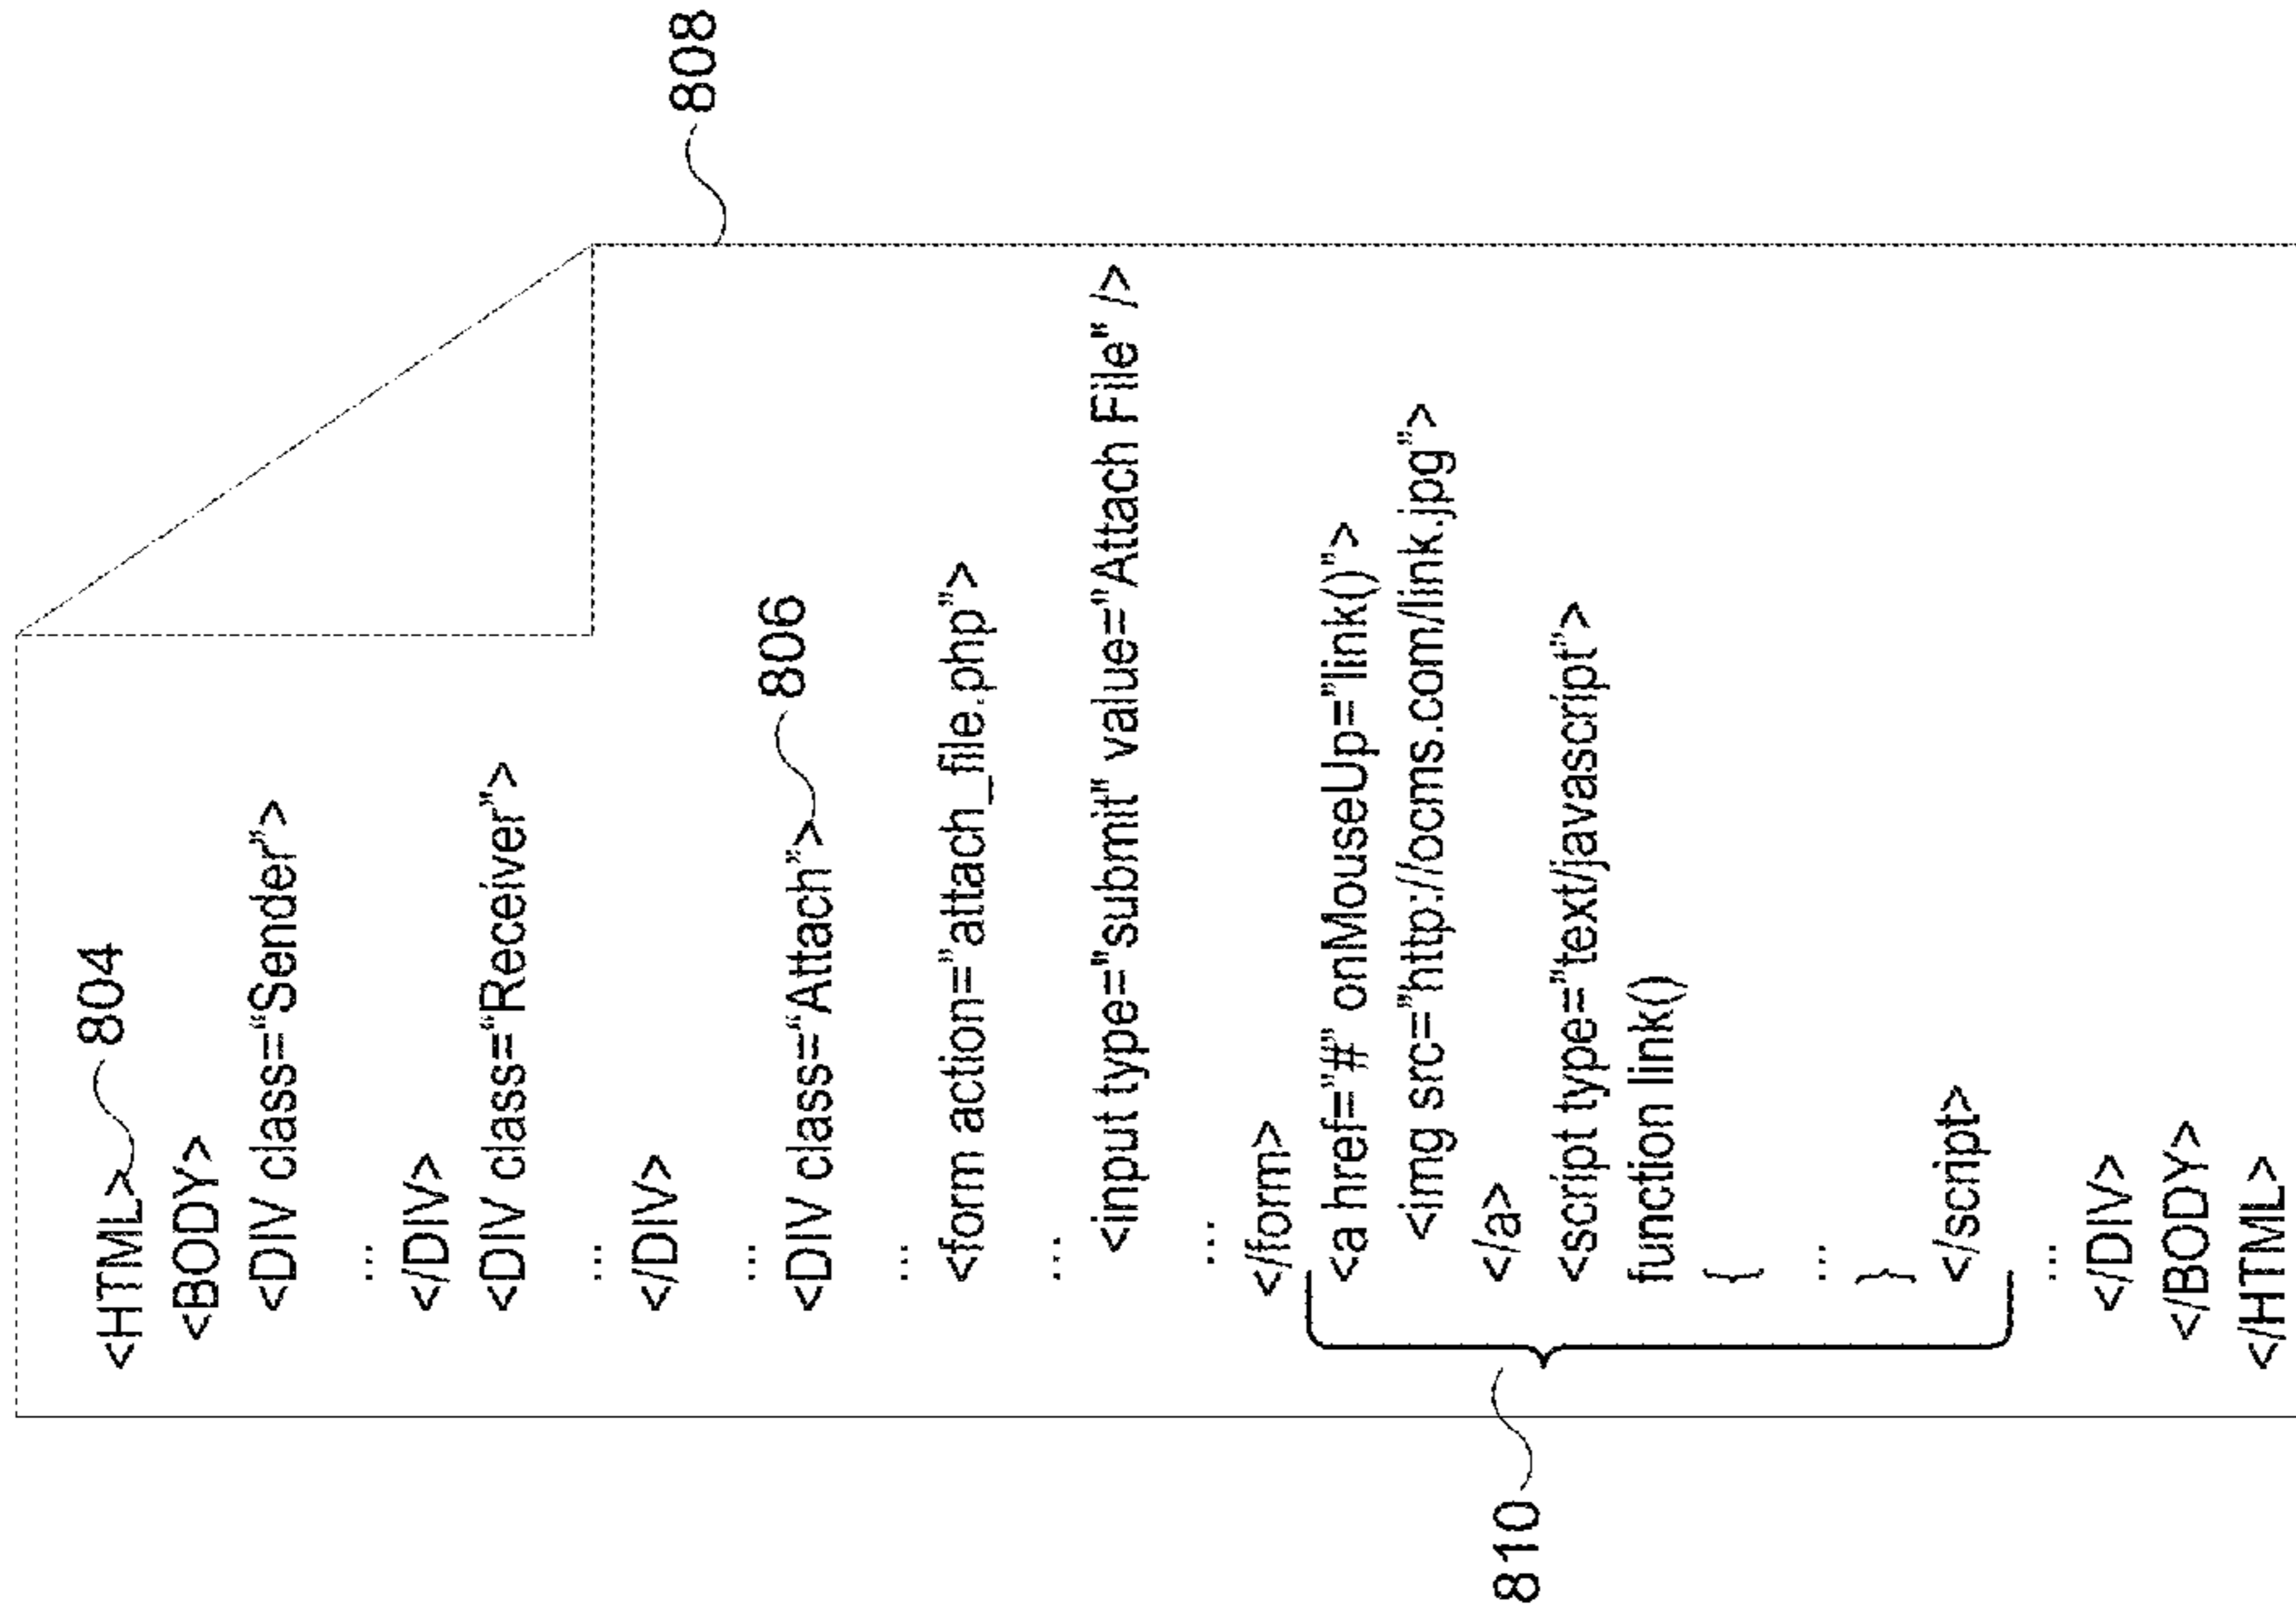 <HTML> 804
<BODY>
<DIV class="Sender">
...
</DIV>
<DIV class="Receiver">
...
</DIV>
...
<DIV class="Attach"> 806
...
<form action="attach_file.php">
...
<input type="submit" value="Attach File" />
...
</form>
<a href="#" onMouseUp="link()">
<img src="http://ocms.com/link.jpg">
</a>
<script type="text/javascript">
function link()
{
...
}
</script>
...
</DIV>
</BODY>
</HTML>
808
810